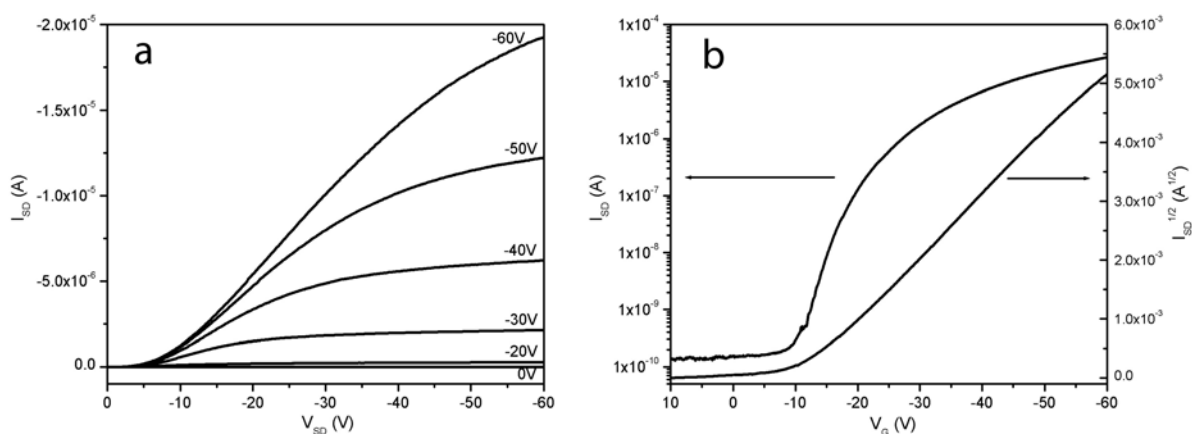 a
-2.0x10⁻⁵
-1.5x10⁻⁵
-1.0x10⁻⁵
-5.0x10⁻⁶
0.0
I_SD (A)
-60V
-50V
-40V
-30V
-20V
0V
0 -10 -20 -30 -40 -50 -60
V_SD (V)
b
1x10⁻⁴
1x10⁻⁵
1x10⁻⁶
1x10⁻⁷
1x10⁻⁸
1x10⁻⁹
1x10⁻¹⁰
I_SD (A)
10 0 -10 -20 -30 -40 -50 -60
V_G (V)
6.0x10⁻³
5.0x10⁻³
4.0x10⁻³
3.0x10⁻³
2.0x10⁻³
1.0x10⁻³
0.0
I_SD^1/2 (A^1/2)